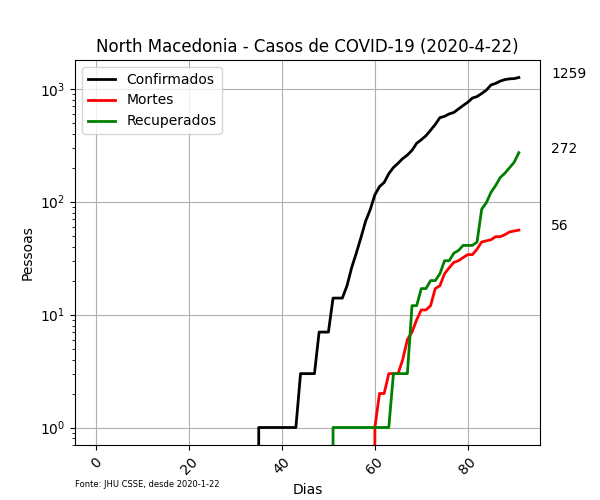 North Macedonia - Casos de COVID-19 (2020-4-22)
Confirmados
Mortes
Recuperados
1259
272
56
Pessoas
10³
10²
10¹
10⁰
0
20
40
60
80
Dias
Fonte: JHU CSSE, desde 2020-1-22